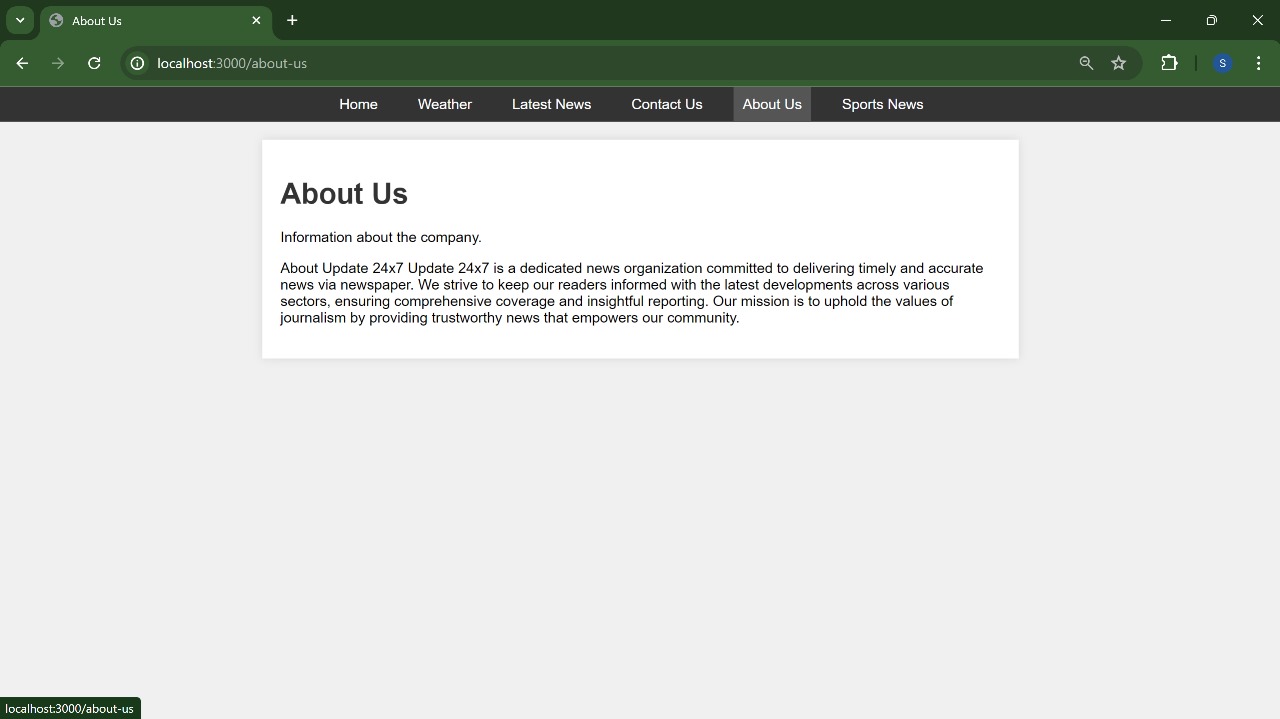 About Us
localhost:3000/about-us
S
Home Weather Latest News Contact Us About Us Sports News
About Us
Information about the company.
About Update 24x7 Update 24x7 is a dedicated news organization committed to delivering timely and accurate
news via newspaper. We strive to keep our readers informed with the latest developments across various
sectors, ensuring comprehensive coverage and insightful reporting. Our mission is to uphold the values of
journalism by providing trustworthy news that empowers our community.
localhost:3000/about-us